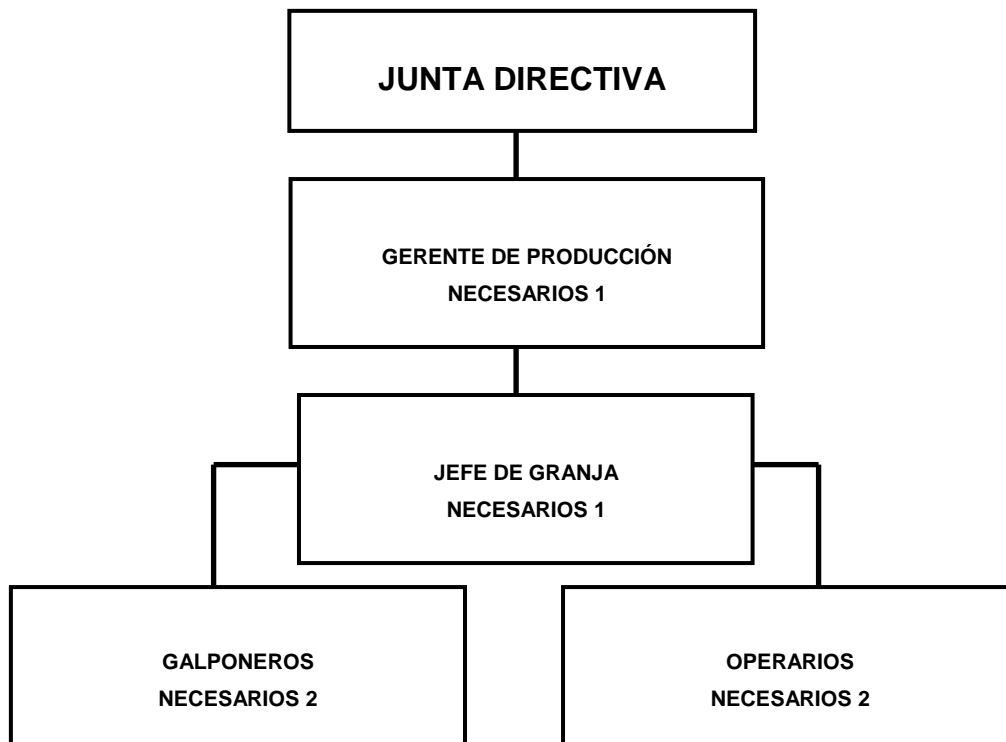 JUNTA DIRECTIVA
GERENTE DE PRODUCCIÓN
NECESARIOS 1
JEFE DE GRANJA
NECESARIOS 1
GALPONEROS
NECESARIOS 2
OPERARIOS
NECESARIOS 2